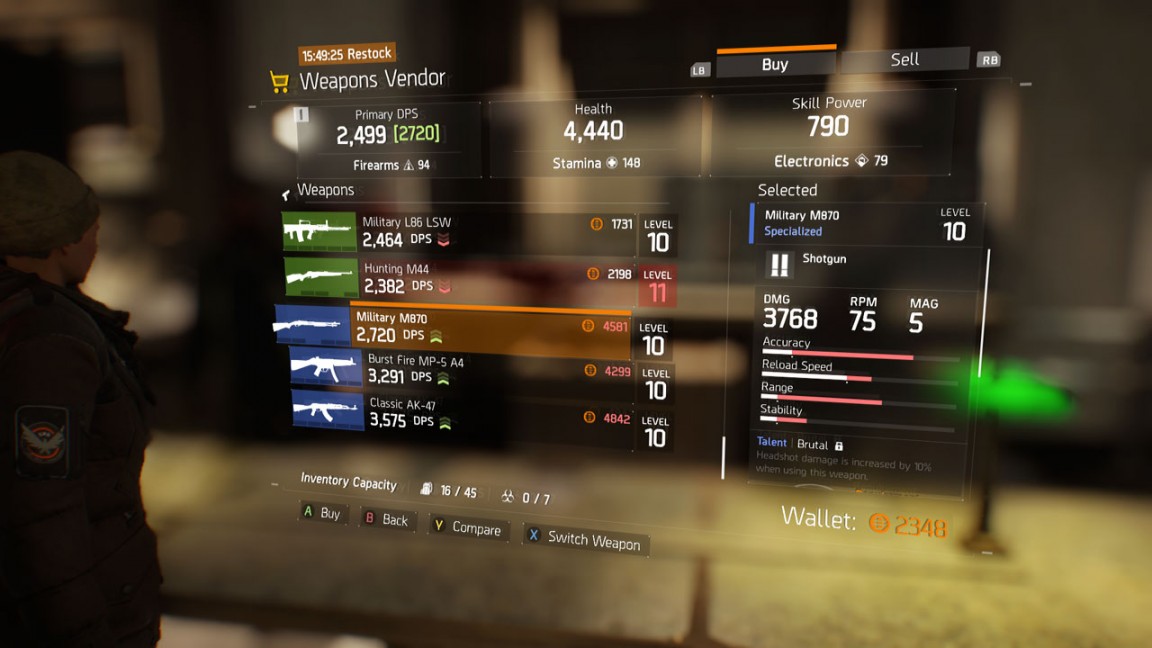 15:49:25 Restock
Weapons Vendor
LB
Buy
Sell
RB
Primary DPS
2,499 [2720]
Firearms 94
Health
4,440
Stamina 148
Skill Power
790
Electronics 79
Weapons
Military L86 LSW
2,464 DPS
1731
LEVEL
10
Hunting M44
2,382 DPS
2198
LEVEL
11
Military M870
2,720 DPS
4581
LEVEL
10
Burst Fire MP-5 A4
3,291 DPS
4299
LEVEL
10
Classic AK-47
3,575 DPS
4842
LEVEL
10
Selected
Military M870
Specialized
LEVEL
10
Shotgun
DMG
3768
RPM
75
MAG
5
Accuracy
Reload Speed
Range
Stability
Talent | Brutal
Headshot damage is increased by 10%
when using this weapon.
Inventory Capacity 16 / 45 0 / 7
A Buy B Back Y Compare X Switch Weapon
Wallet: 2348